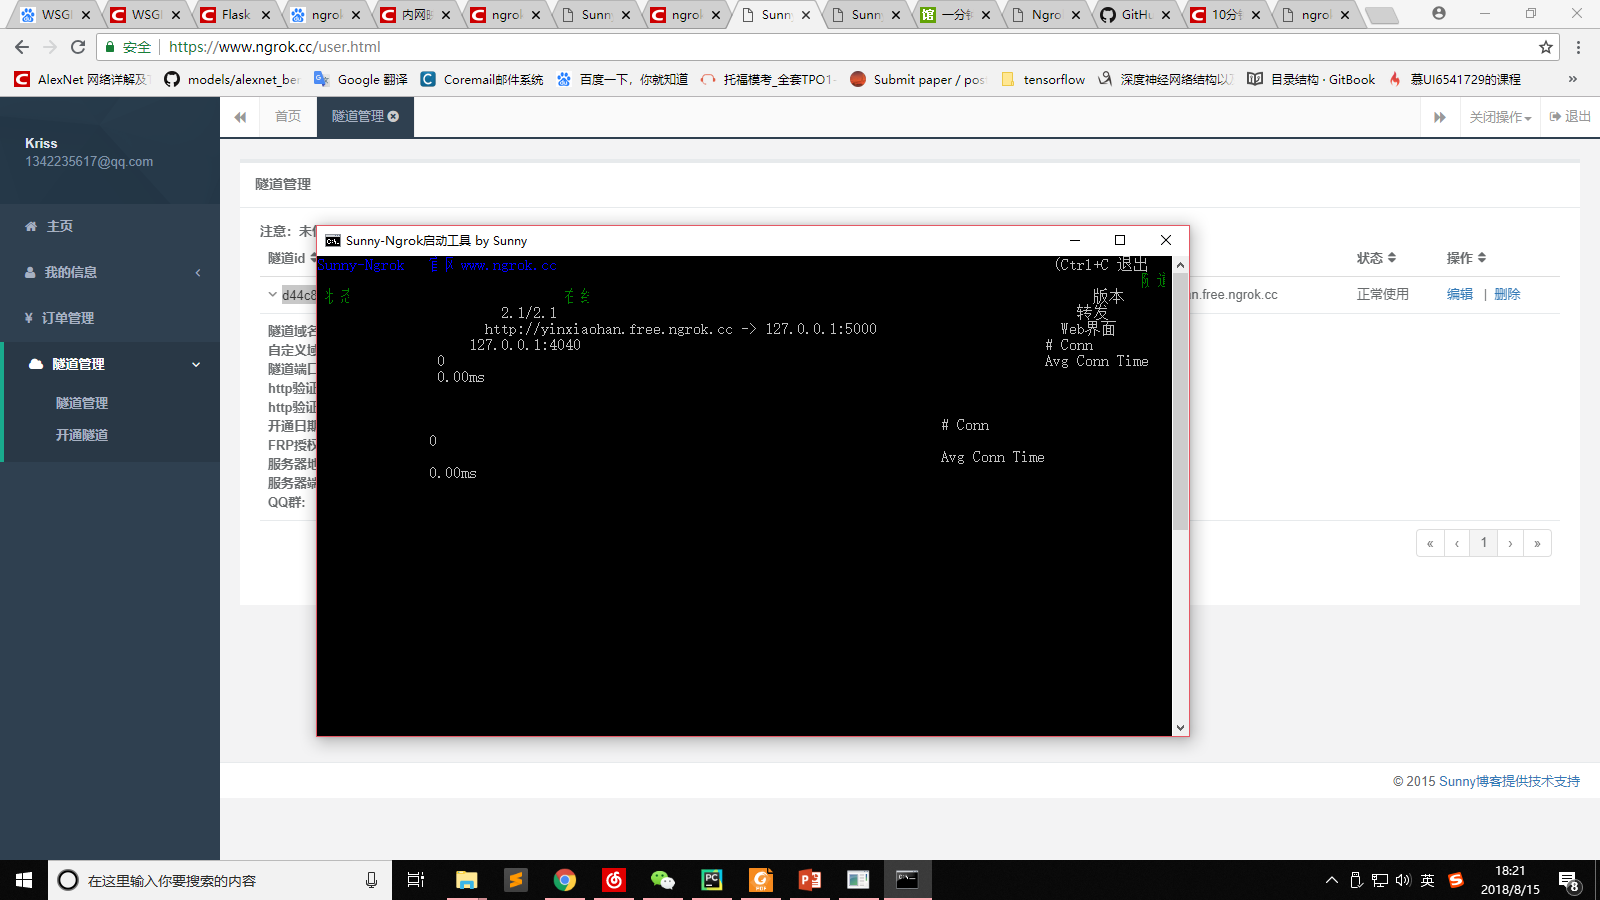 WSGI
WSGI
Flask
ngrok
内网
ngrok
Sunny
ngrok
Sunny
Sunny
一分钟
Ngro
GitHu
10分钟
ngrok
安全
https://www.ngrok.cc/user.html
AlexNet 网络详解及
models/alexnet_ber
Google 翻译
Coremail邮件系统
百度一下，你就知道
托福模考_全套TPO1-
Submit paper / pos
tensorflow
深度神经网络结构以
目录结构 · GitBook
慕UI6541729的课程
»
Kriss
1342235617@qq.com
主页
我的信息
¥ 订单管理
隧道管理
隧道管理
开通隧道
首页
隧道管理
关闭操作
退出
隧道管理
注意：未
隧道id
状态
操作
d44c8
n.free.ngrok.cc
正常使用
编辑 | 删除
隧道域名
自定义域
隧道端口
http验证
http验证
开通日期
FRP授权
服务器地
服务器端
QQ群:
« ‹ 1 › »
Sunny-Ngrok启动工具 by Sunny
Sunny-Ngrok
www.ngrok.cc
(Ctrl+C 退出
在线
版本
2.1/2.1
转发
http://yinxiaohan.free.ngrok.cc -> 127.0.0.1:5000
Web界面
127.0.0.1:4040
# Conn
0
Avg Conn Time
0.00ms
# Conn
0
Avg Conn Time
0.00ms
© 2015 Sunny博客提供技术支持
在这里输入你要搜索的内容
英
18:21
2018/8/15
8